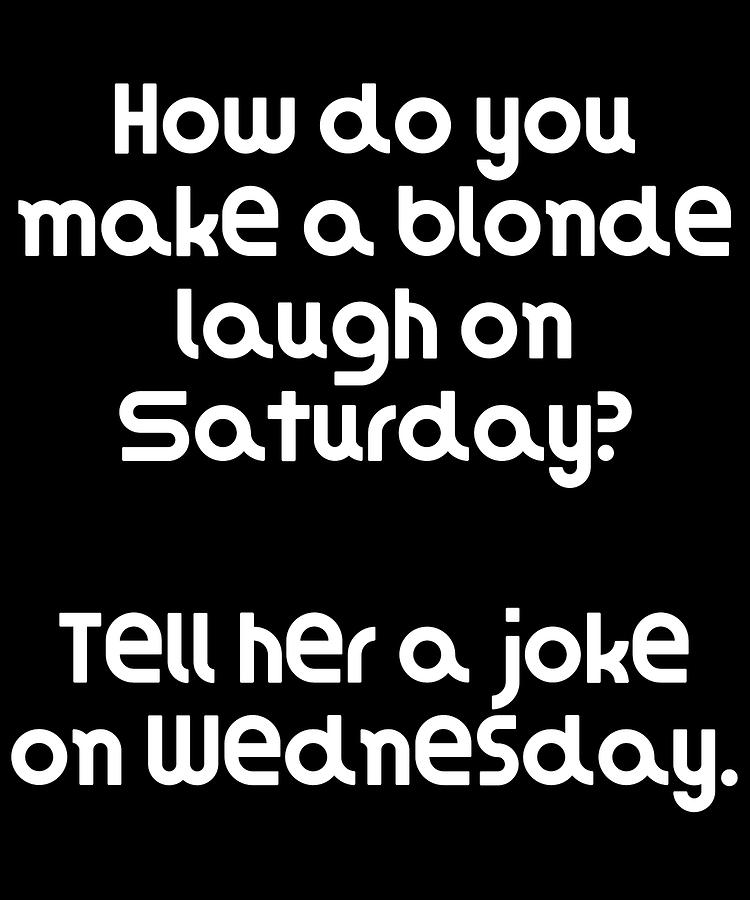 How do you
make a blonde
laugh on
Saturday?
Tell her a joke
on Wednesday.